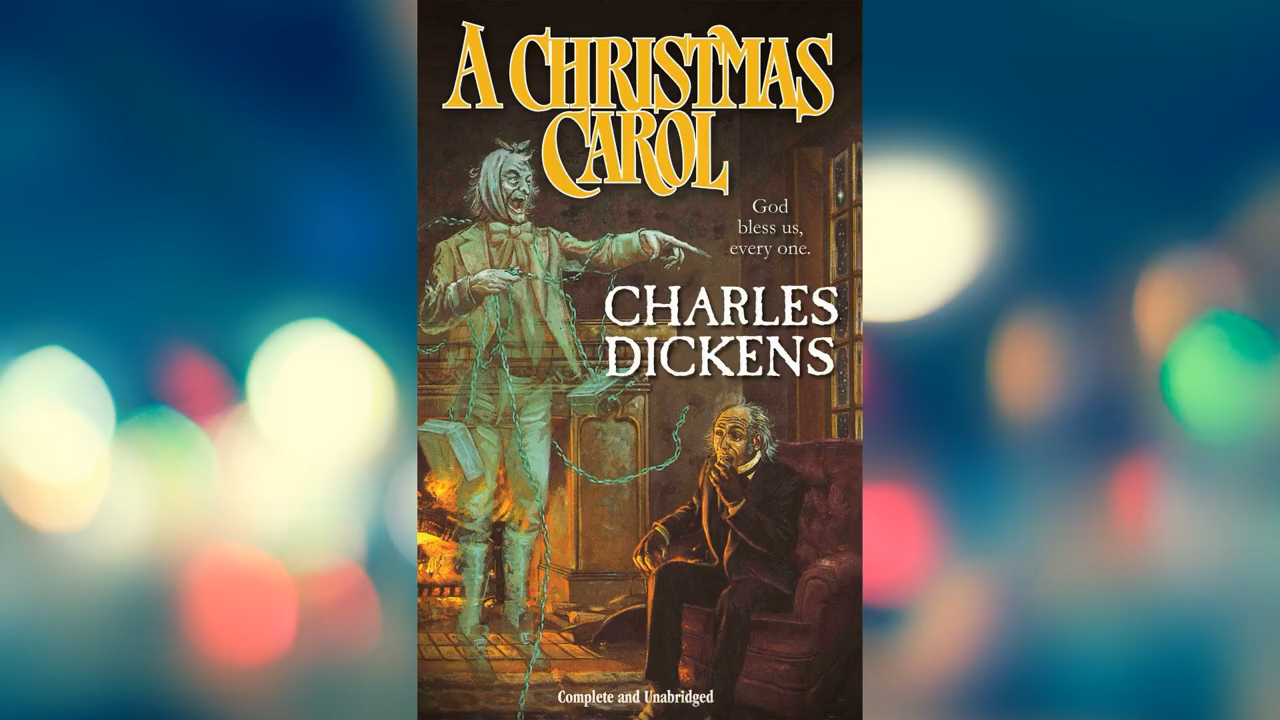 A CHRISTMAS
CAROL
God
bless us,
every one.
CHARLES
DICKENS
Complete and Unabridged